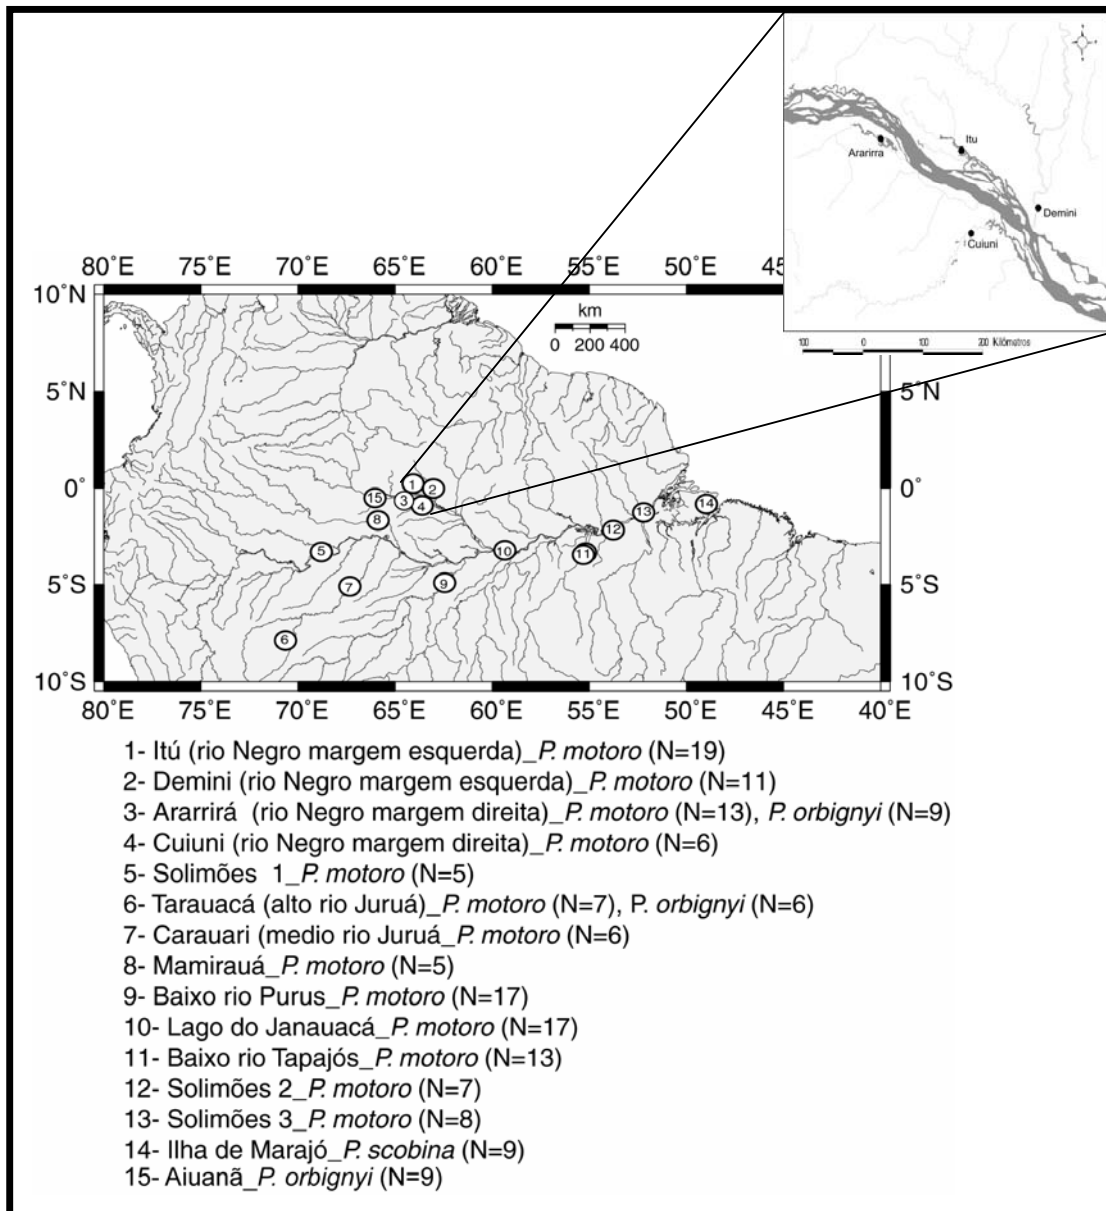 Itu
Ararirra
Demini
Cuiuni
100 0 100 200 Kilômetros
80˚E 75˚E 70˚E 65˚E 60˚E 55˚E 50˚E 45
10˚N
km
0 200 400
5˚N 5˚N
0˚ 0˚
5˚S 5˚S
10˚S 10˚S
1 2 3 4 15 8 5 7 6 9 10 11 12 13 14
80˚E 75˚E 70˚E 65˚E 60˚E 55˚E 50˚E 45˚E 40˚E
1- Itú (rio Negro margem esquerda)_P. motoro (N=19)
2- Demini (rio Negro margem esquerda)_P. motoro (N=11)
3- Ararrirá (rio Negro margem direita)_P. motoro (N=13), P. orbignyi (N=9)
4- Cuiuni (rio Negro margem direita)_P. motoro (N=6)
5- Solimões 1_P. motoro (N=5)
6- Tarauacá (alto rio Juruá)_P. motoro (N=7), P. orbignyi (N=6)
7- Carauari (medio rio Juruá_P. motoro (N=6)
8- Mamirauá_P. motoro (N=5)
9- Baixo rio Purus_P. motoro (N=17)
10- Lago do Janauacá_P. motoro (N=17)
11- Baixo rio Tapajós_P. motoro (N=13)
12- Solimões 2_P. motoro (N=7)
13- Solimões 3_P. motoro (N=8)
14- Ilha de Marajó_P. scobina (N=9)
15- Aiuanã_P. orbignyi (N=9)